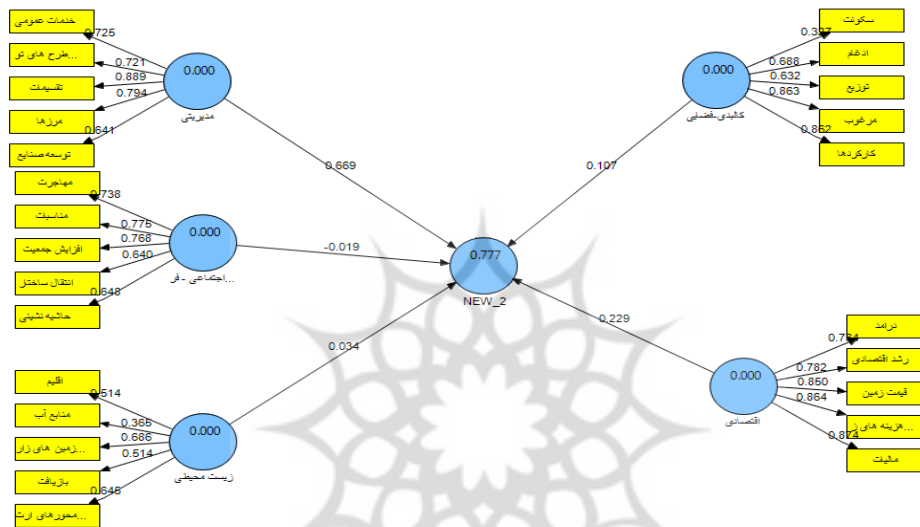 خدمات عمومی
0.725
...طرح های تو
0.721
تقسیمات
0.889
مرزها
0.794
توسعه صنایع
0.641
0.000
مدیریتی
0.669
مهاجرت
0.738
مناسبت
0.775
افزایش جمعیت
0.768
انتقال ساختار
0.640
حاشیه نشینی
0.648
0.000
...اجتماعی - فر
-0.019
اقلیم
0.514
منابع آب
0.365
...زمین های زار
0.686
بازیافت
0.514
...محورهای ارت
0.645
0.000
زیست محیطی
0.034
0.777
NEW_2
سکونت
ادغام
0.688
توزیع
0.632
مرغوب
0.863
کارکردها
0.862
0.000
کالبدی-فضایی
0.107
درامد
رشد اقتصادی
0.782
قیمت زمین
0.850
...هزینه های ز
0.864
مالیات
0.874
0.000
اقتصادی
0.229